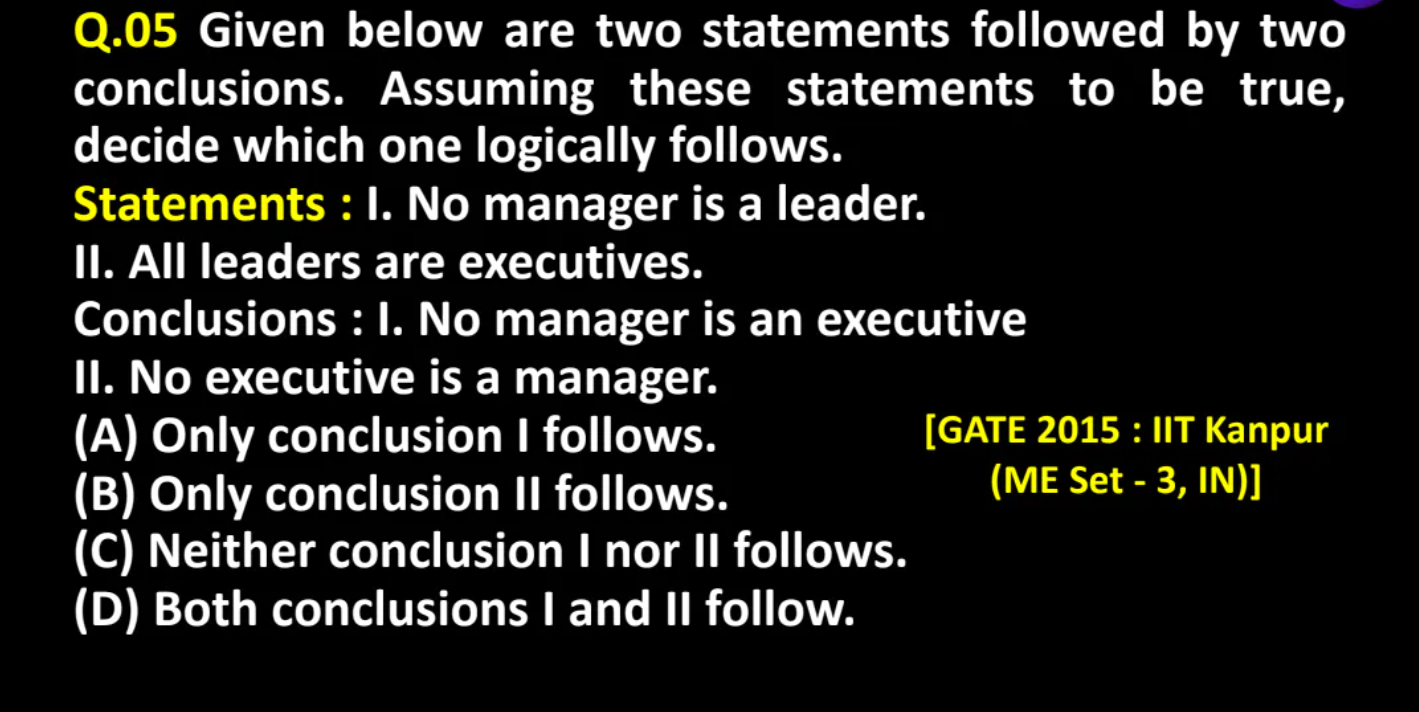 Q.05 Given below are two statements followed by two
conclusions. Assuming these statements to be true,
decide which one logically follows.
Statements : I. No manager is a leader.
II. All leaders are executives.
Conclusions : I. No manager is an executive
II. No executive is a manager.
(A) Only conclusion I follows.
[GATE 2015 : IIT Kanpur
(ME Set - 3, IN)]
(B) Only conclusion II follows.
(C) Neither conclusion I nor II follows.
(D) Both conclusions I and II follow.